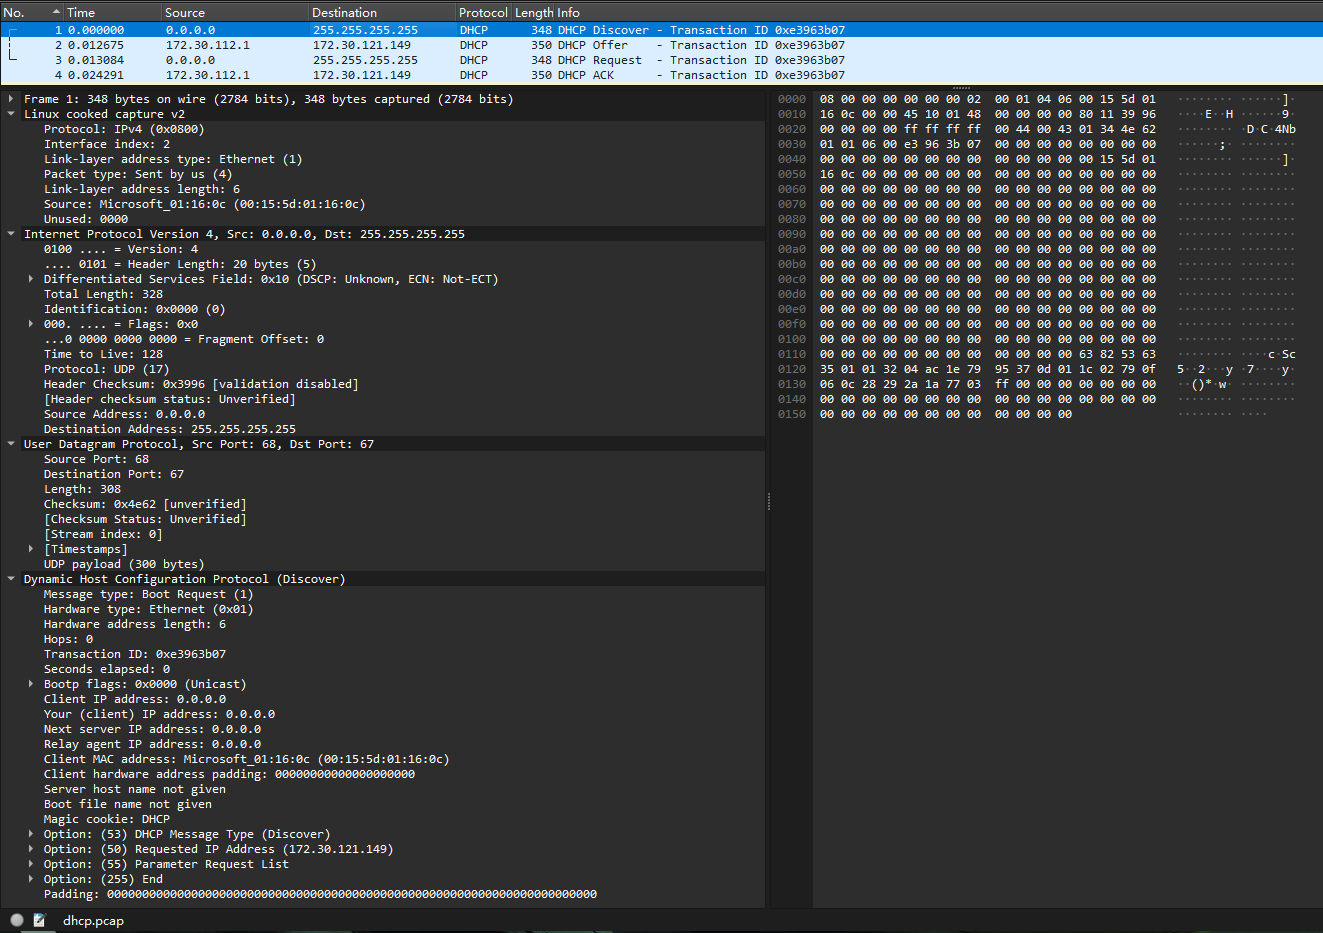 No. Time Source Destination Protocol Length Info
1 0.000000 0.0.0.0 255.255.255.255 DHCP 348 DHCP Discover - Transaction ID 0xe3963b07
2 0.012675 172.30.112.1 172.30.121.149 DHCP 350 DHCP Offer - Transaction ID 0xe3963b07
3 0.013084 0.0.0.0 255.255.255.255 DHCP 348 DHCP Request - Transaction ID 0xe3963b07
4 0.024291 172.30.112.1 172.30.121.149 DHCP 350 DHCP ACK - Transaction ID 0xe3963b07
Frame 1: 348 bytes on wire (2784 bits), 348 bytes captured (2784 bits)
Linux cooked capture v2
Protocol: IPv4 (0x0800)
Interface index: 2
Link-layer address type: Ethernet (1)
Packet type: Sent by us (4)
Link-layer address length: 6
Source: Microsoft_01:16:0c (00:15:5d:01:16:0c)
Unused: 0000
Internet Protocol Version 4, Src: 0.0.0.0, Dst: 255.255.255.255
0100 .... = Version: 4
.... 0101 = Header Length: 20 bytes (5)
Differentiated Services Field: 0x10 (DSCP: Unknown, ECN: Not-ECT)
Total Length: 328
Identification: 0x0000 (0)
000. .... = Flags: 0x0
...0 0000 0000 0000 = Fragment Offset: 0
Time to Live: 128
Protocol: UDP (17)
Header Checksum: 0x3996 [validation disabled]
[Header checksum status: Unverified]
Source Address: 0.0.0.0
Destination Address: 255.255.255.255
User Datagram Protocol, Src Port: 68, Dst Port: 67
Source Port: 68
Destination Port: 67
Length: 308
Checksum: 0x4e62 [unverified]
[Checksum Status: Unverified]
[Stream index: 0]
[Timestamps]
UDP payload (300 bytes)
Dynamic Host Configuration Protocol (Discover)
Message type: Boot Request (1)
Hardware type: Ethernet (0x01)
Hardware address length: 6
Hops: 0
Transaction ID: 0xe3963b07
Seconds elapsed: 0
Bootp flags: 0x0000 (Unicast)
Client IP address: 0.0.0.0
Your (client) IP address: 0.0.0.0
Next server IP address: 0.0.0.0
Relay agent IP address: 0.0.0.0
Client MAC address: Microsoft_01:16:0c (00:15:5d:01:16:0c)
Client hardware address padding: 00000000000000000000
Server host name not given
Boot file name not given
Magic cookie: DHCP
Option: (53) DHCP Message Type (Discover)
Option: (50) Requested IP Address (172.30.121.149)
Option: (55) Parameter Request List
Option: (255) End
Padding: 0000000000000000000000000000000000000000000000000000000000000000000000
0000 08 00 00 00 00 00 00 02 00 01 04 06 00 15 5d 01 ········ ······]·
0010 16 0c 00 00 45 10 01 48 00 00 00 00 80 11 39 96 ····E··H ······9·
0020 00 00 00 00 ff ff ff ff 00 44 00 43 01 34 4e 62 ········ ·D·C·4Nb
0030 01 01 06 00 e3 96 3b 07 00 00 00 00 00 00 00 00 ······;· ········
0040 00 00 00 00 00 00 00 00 00 00 00 00 00 15 5d 01 ········ ······]·
0050 16 0c 00 00 00 00 00 00 00 00 00 00 00 00 00 00 ········ ········
0060 00 00 00 00 00 00 00 00 00 00 00 00 00 00 00 00 ········ ········
0070 00 00 00 00 00 00 00 00 00 00 00 00 00 00 00 00 ········ ········
0080 00 00 00 00 00 00 00 00 00 00 00 00 00 00 00 00 ········ ········
0090 00 00 00 00 00 00 00 00 00 00 00 00 00 00 00 00 ········ ········
00a0 00 00 00 00 00 00 00 00 00 00 00 00 00 00 00 00 ········ ········
00b0 00 00 00 00 00 00 00 00 00 00 00 00 00 00 00 00 ········ ········
00c0 00 00 00 00 00 00 00 00 00 00 00 00 00 00 00 00 ········ ········
00d0 00 00 00 00 00 00 00 00 00 00 00 00 00 00 00 00 ········ ········
00e0 00 00 00 00 00 00 00 00 00 00 00 00 00 00 00 00 ········ ········
00f0 00 00 00 00 00 00 00 00 00 00 00 00 00 00 00 00 ········ ········
0100 00 00 00 00 00 00 00 00 00 00 00 00 00 00 00 00 ········ ········
0110 00 00 00 00 00 00 00 00 00 00 00 00 63 82 53 63 ········ ····c·Sc
0120 35 01 01 32 04 ac 1e 79 95 37 0d 01 1c 02 79 0f 5··2···y ·7····y·
0130 06 0c 28 29 2a 1a 77 03 ff 00 00 00 00 00 00 00 ··()*·w· ········
0140 00 00 00 00 00 00 00 00 00 00 00 00 00 00 00 00 ········ ········
0150 00 00 00 00 00 00 00 00 00 00 00 00 ········ ····
dhcp.pcap